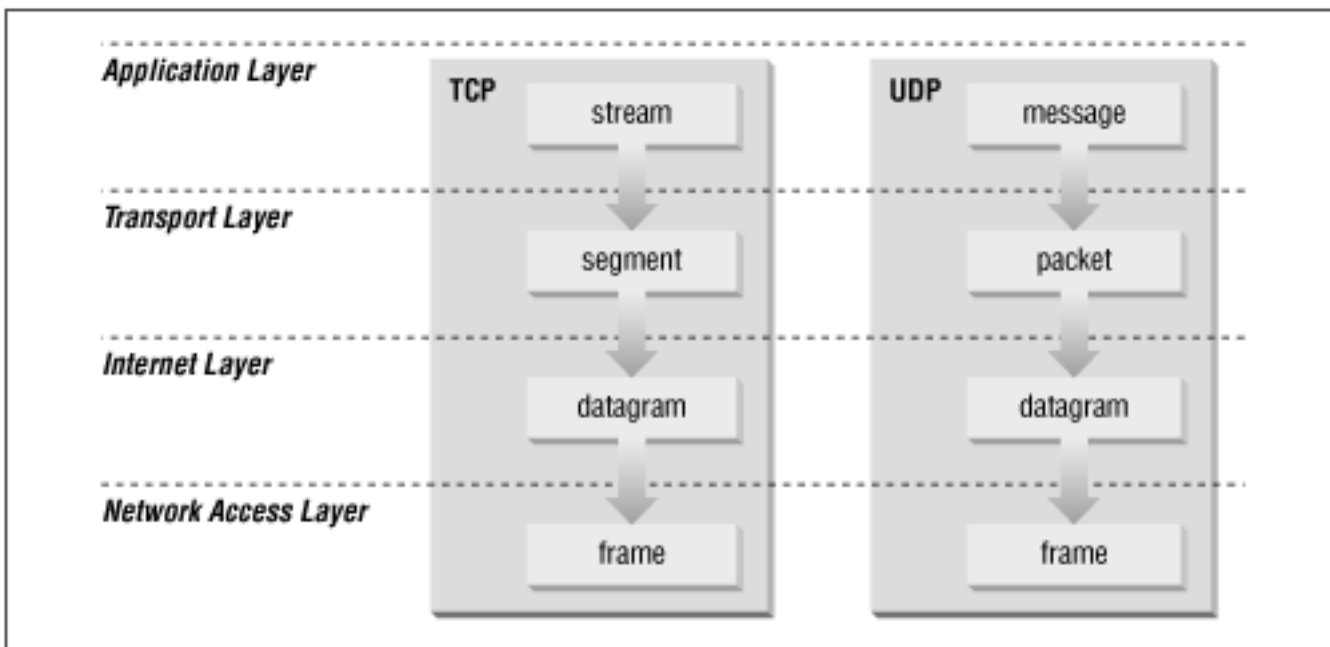 Application Layer
TCP
stream
UDP
message
Transport Layer
segment
packet
Internet Layer
datagram
datagram
Network Access Layer
frame
frame